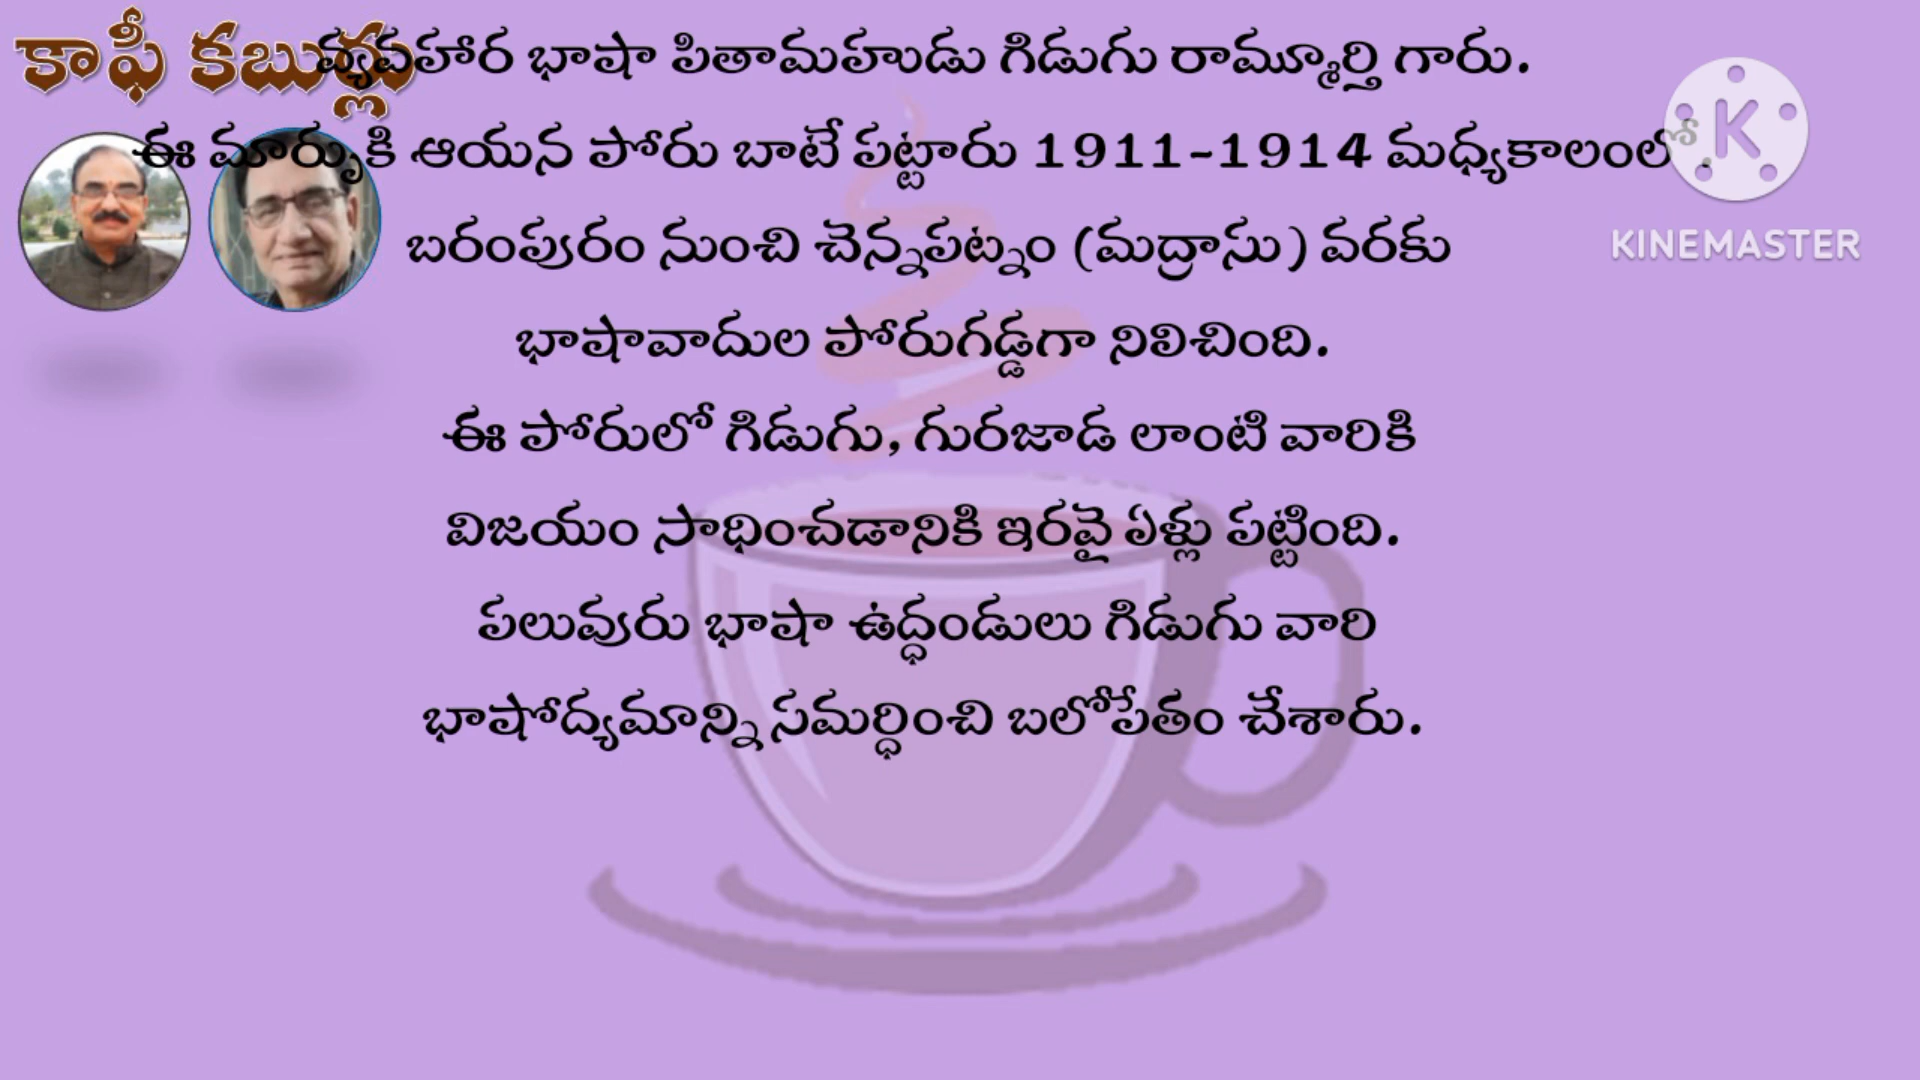 కాఫీ కబుర్లు
వ్యవహార భాషా పితామహుడు గిడుగు రామ్మూర్తి గారు.
ఈ మార్పుకి ఆయన పోరు బాటే పట్టారు 1911-1914 మధ్యకాలంలో.
బరంపురం నుంచి చెన్నపట్నం (మద్రాసు) వరకు
భాషావాదుల పోరుగడ్డగా నిలిచింది.
ఈ పోరులో గిడుగు, గురజాడ లాంటి వారికి
విజయం సాధించడానికి ఇరవై ఏళ్లు పట్టింది.
పలువురు భాషా ఉద్ధండులు గిడుగు వారి
భాషోద్యమాన్ని సమర్ధించి బలోపేతం చేశారు.
K
KINEMASTER